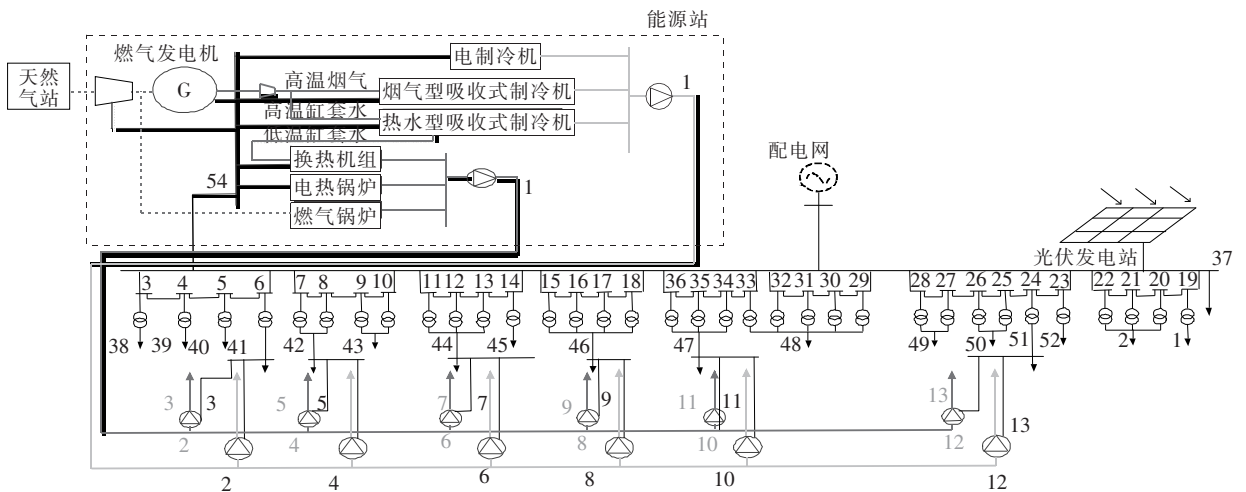 能源站
燃气发电机
电制冷机
天然
气站
G
高温烟气
烟气型吸收式制冷机
1
高温缸套水
热水型吸收式制冷机
低温缸套水
换热机组
配电网
54
电热锅炉
1
燃气锅炉
光伏发电站
37
3 4 5 6 7 8 9 10 11 12 13 14 15 16 17 18 36 35 34 33 32 31 30 29 28 27 26 25 24 23 22 21 20 19
38 39 40 41 42 43 44 45 46 47 48 49 50 51 52 2 1
3 3 5 5 7 7 9 9 11 11 13 13
2 4 6 8 10 12
2 4 6 8 10 12